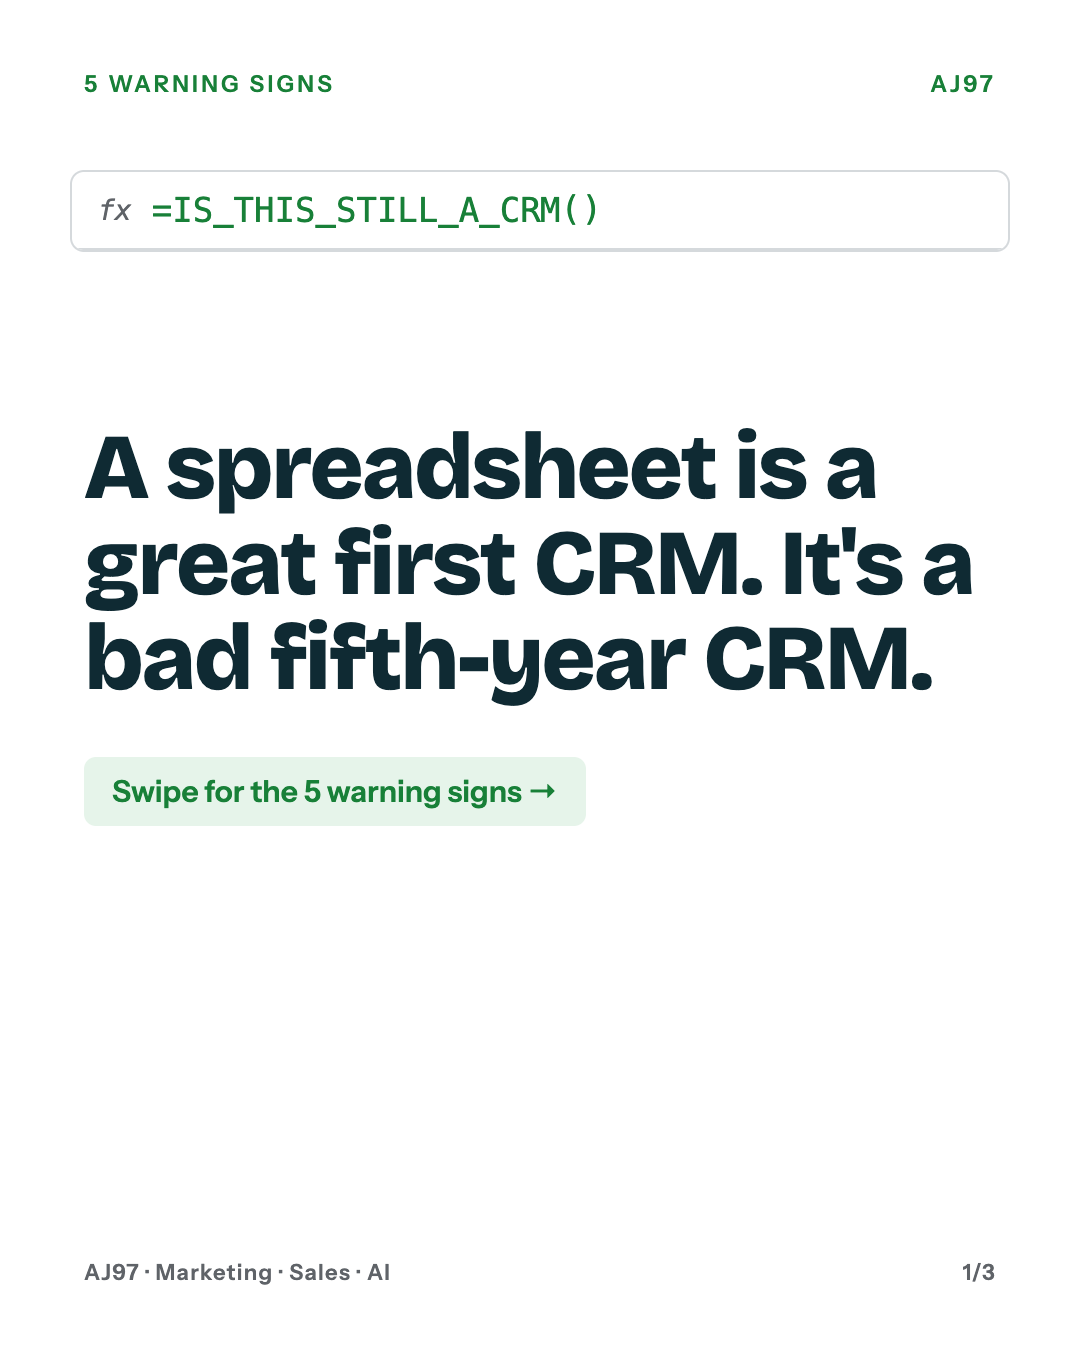 5 WARNING SIGNS
AJ97
fx =IS_THIS_STILL_A_CRM()
A spreadsheet is a
great first CRM. It's a
bad fifth-year CRM.
Swipe for the 5 warning signs →
AJ97 · Marketing · Sales · AI
1/3